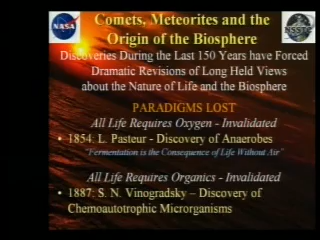 NASA
NSSTC
Comets, Meteorites and the
Origin of the Biosphere
Discoveries During the Last 150 Years have Forced
Dramatic Revisions of Long Held Views
about the Nature of Life and the Biosphere
PARADIGMS LOST
All Life Requires Oxygen - Invalidated
• 1854: L. Pasteur - Discovery of Anaerobes
"Fermentation is the Consequence of Life Without Air"
All Life Requires Organics - Invalidated
• 1887: S. N. Vinogradsky – Discovery of
Chemoautotrophic Microrganisms